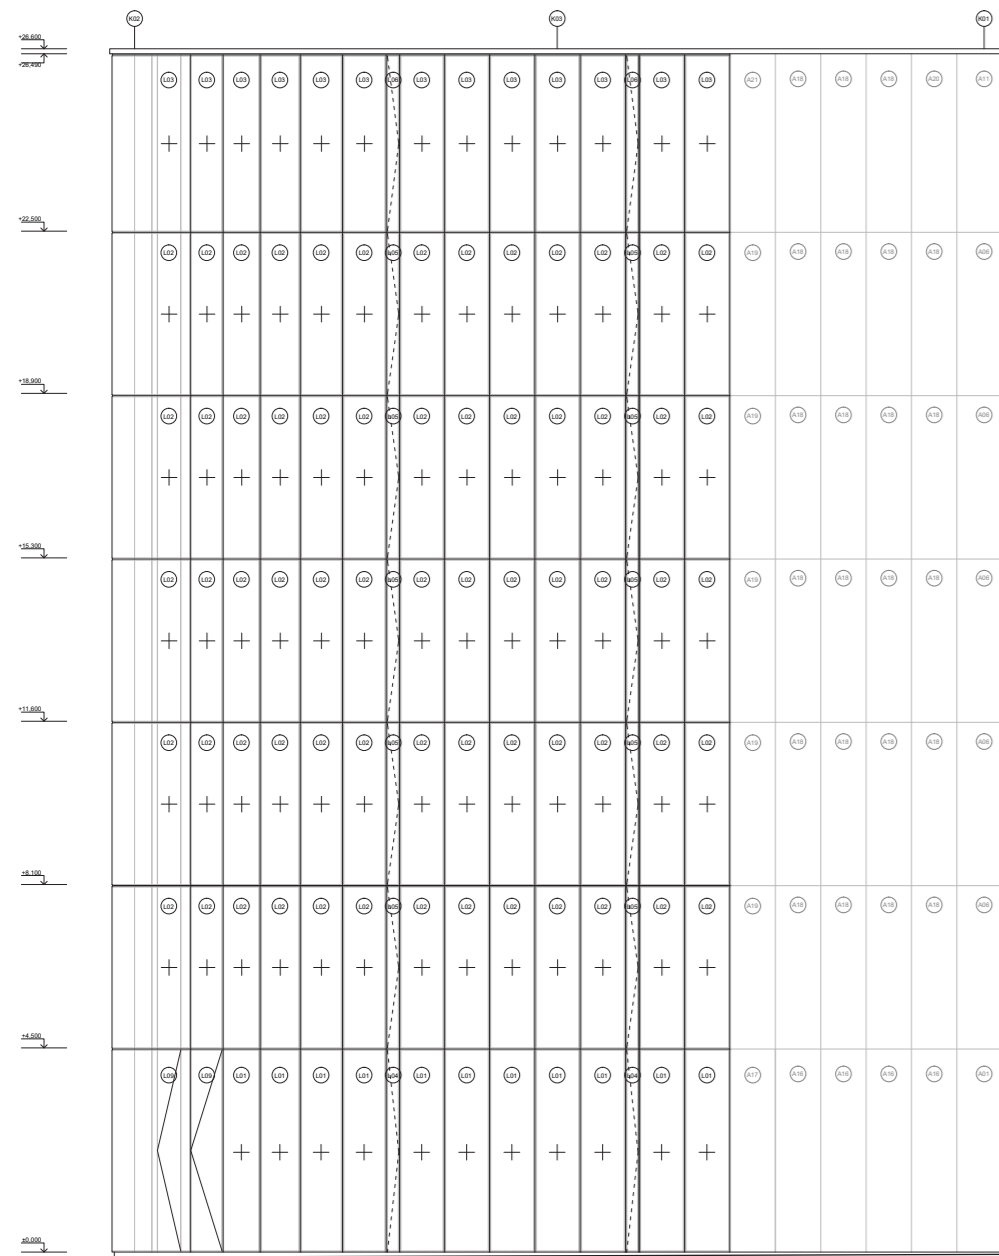 K02 K03 K01
+26,600
+26,490
L03 L03 L03 L03 L03 L03 L06 L03 L03 L03 L03 L03 L06 L03 L03 A21 A18 A18 A18 A20 A11
+22,500
L02 L02 L02 L02 L02 L02 L05 L02 L02 L02 L02 L02 L05 L02 L02 A19 A18 A18 A18 A18 A06
+18,900
L02 L02 L02 L02 L02 L02 L05 L02 L02 L02 L02 L02 L05 L02 L02 A19 A18 A18 A18 A18 A06
+15,300
L02 L02 L02 L02 L02 L02 L05 L02 L02 L02 L02 L02 L05 L02 L02 A19 A18 A18 A18 A18 A06
+11,600
L02 L02 L02 L02 L02 L02 L05 L02 L02 L02 L02 L02 L05 L02 L02 A19 A18 A18 A18 A18 A06
+8,100
L02 L02 L02 L02 L02 L02 L05 L02 L02 L02 L02 L02 L05 L02 L02 A19 A18 A18 A18 A18 A06
+4,500
L09 L09 L01 L01 L01 L01 L04 L01 L01 L01 L01 L01 L04 L01 L01 A17 A16 A16 A16 A16 A01
±0,000